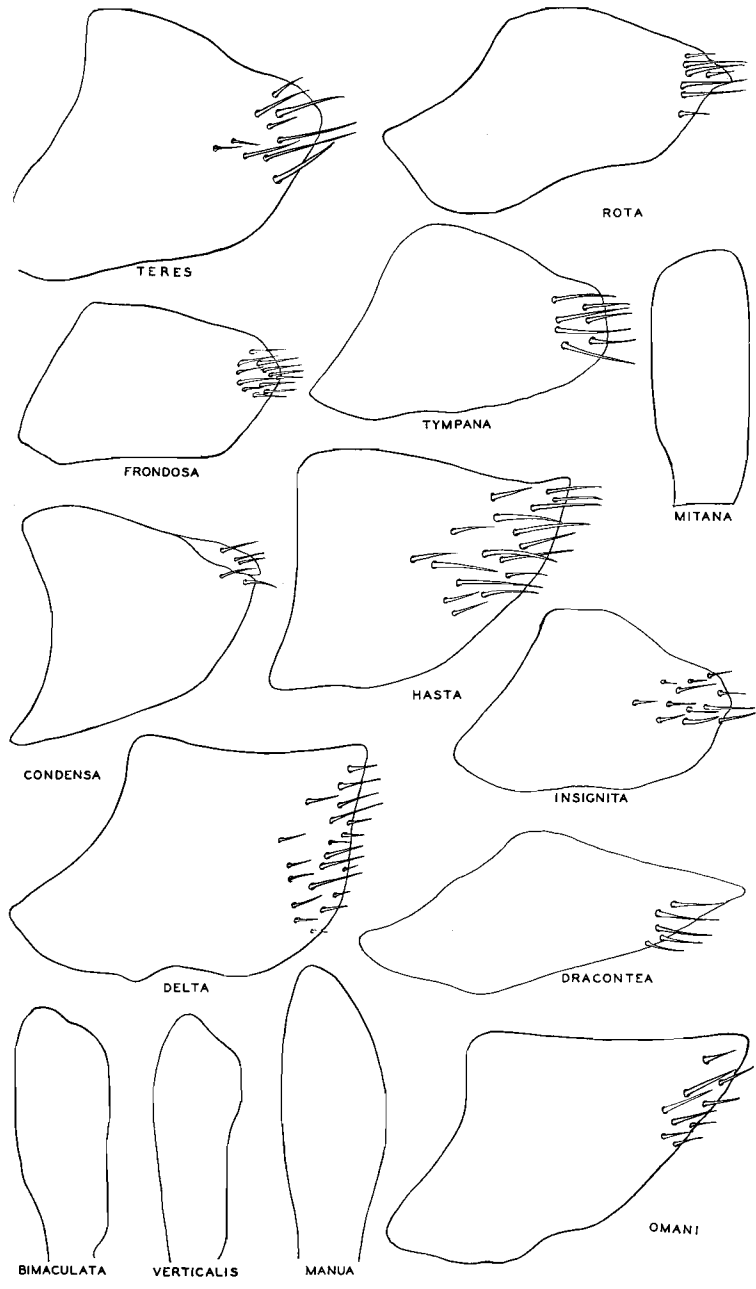 TERES
ROTA
FRONDOSA
TYMPANA
MITANA
CONDENSA
HASTA
INSIGNITA
DELTA
DRACONTEA
BIMACULATA
VERTICALIS
MANUA
OMANI